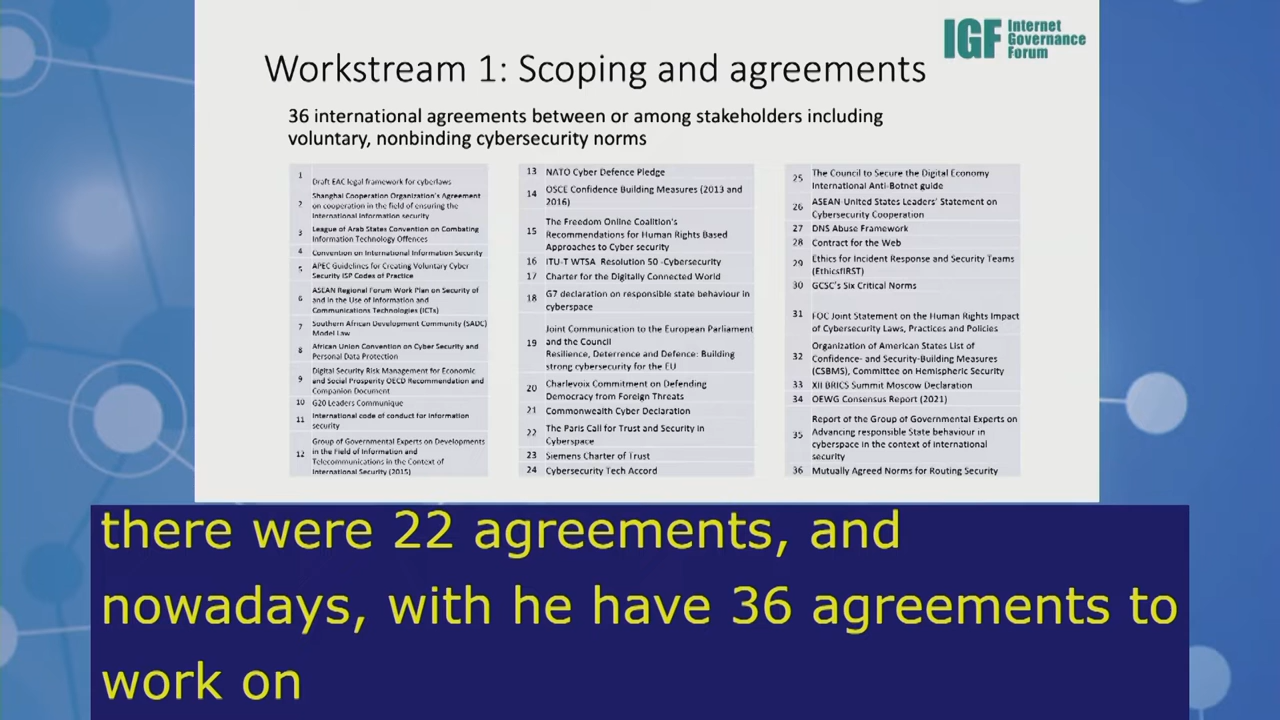 IGF Internet
Governance
Forum
Workstream 1: Scoping and agreements
36 international agreements between or among stakeholders including
voluntary, nonbinding cybersecurity norms
1 Draft EAC legal framework for cyberlaws
2 Shanghai Cooperation Organization's Agreement
on cooperation in the field of ensuring the
international information security
3 League of Arab States Convention on Combating
Information Technology Offences
4 Convention on International Information Security
5 APEC Guidelines for Creating Voluntary Cyber
Security ISP Codes of Practice
6 ASEAN Regional Forum Work Plan on Security of
and in the Use of Information and
Communications Technologies (ICTs)
7 Southern African Development Community (SADC)
Model Law
8 African Union Convention on Cyber Security and
Personal Data Protection
9 Digital Security Risk Management for Economic
and Social Prosperity OECD Recommendation and
Companion Document
10 G20 Leaders Communique
11 International code of conduct for information
security
12 Group of Governmental Experts on Developments
in the Field of Information and
Telecommunications in the Context of
International Security (2015)
13 NATO Cyber Defence Pledge
14 OSCE Confidence Building Measures (2013 and
2016)
15 The Freedom Online Coalition's
Recommendations for Human Rights Based
Approaches to Cyber security
16 ITU-T WTSA Resolution 50 -Cybersecurity
17 Charter for the Digitally Connected World
18 G7 declaration on responsible state behaviour in
cyberspace
19 Joint Communication to the European Parliament
and the Council
Resilience, Deterrence and Defence: Building
strong cybersecurity for the EU
20 Charlevoix Commitment on Defending
Democracy from Foreign Threats
21 Commonwealth Cyber Declaration
22 The Paris Call for Trust and Security in
Cyberspace
23 Siemens Charter of Trust
24 Cybersecurity Tech Accord
25 The Council to Secure the Digital Economy
International Anti-Botnet guide
26 ASEAN-United States Leaders' Statement on
Cybersecurity Cooperation
27 DNS Abuse Framework
28 Contract for the Web
29 Ethics for Incident Response and Security Teams
(EthicsfIRST)
30 GCSC's Six Critical Norms
31 FOC Joint Statement on the Human Rights Impact
of Cybersecurity Laws, Practices and Policies
32 Organization of American States List of
Confidence- and Security-Building Measures
(CSBMS), Committee on Hemispheric Security
33 XII BRICS Summit Moscow Declaration
34 OEWG Consensus Report (2021)
35 Report of the Group of Governmental Experts on
Advancing responsible State behaviour in
cyberspace in the context of international
security
36 Mutually Agreed Norms for Routing Security
there were 22 agreements, and
nowadays, with he have 36 agreements to
work on